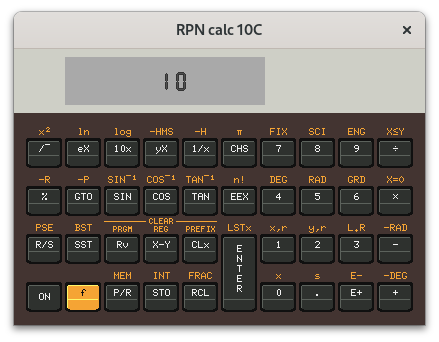 RPN calc 10C
×
10
x² ln log →HMS →H π FIX SCI ENG X≤Y
√‾ eX 10x yX 1/x CHS 7 8 9 ÷
→R →P SIN⁻¹ COS⁻¹ TAN⁻¹ n! DEG RAD GRD X=0
% GTO SIN COS TAN EEX 4 5 6 ×
CLEAR
PSE BST PRGM REG PREFIX LSTx x,r y,r L.R →RAD
R/S SST Rv X-Y CLx ENTER 1 2 3 -
MEM INT FRAC x s E- →DEG
ON f P/R STO RCL 0 . E+ +